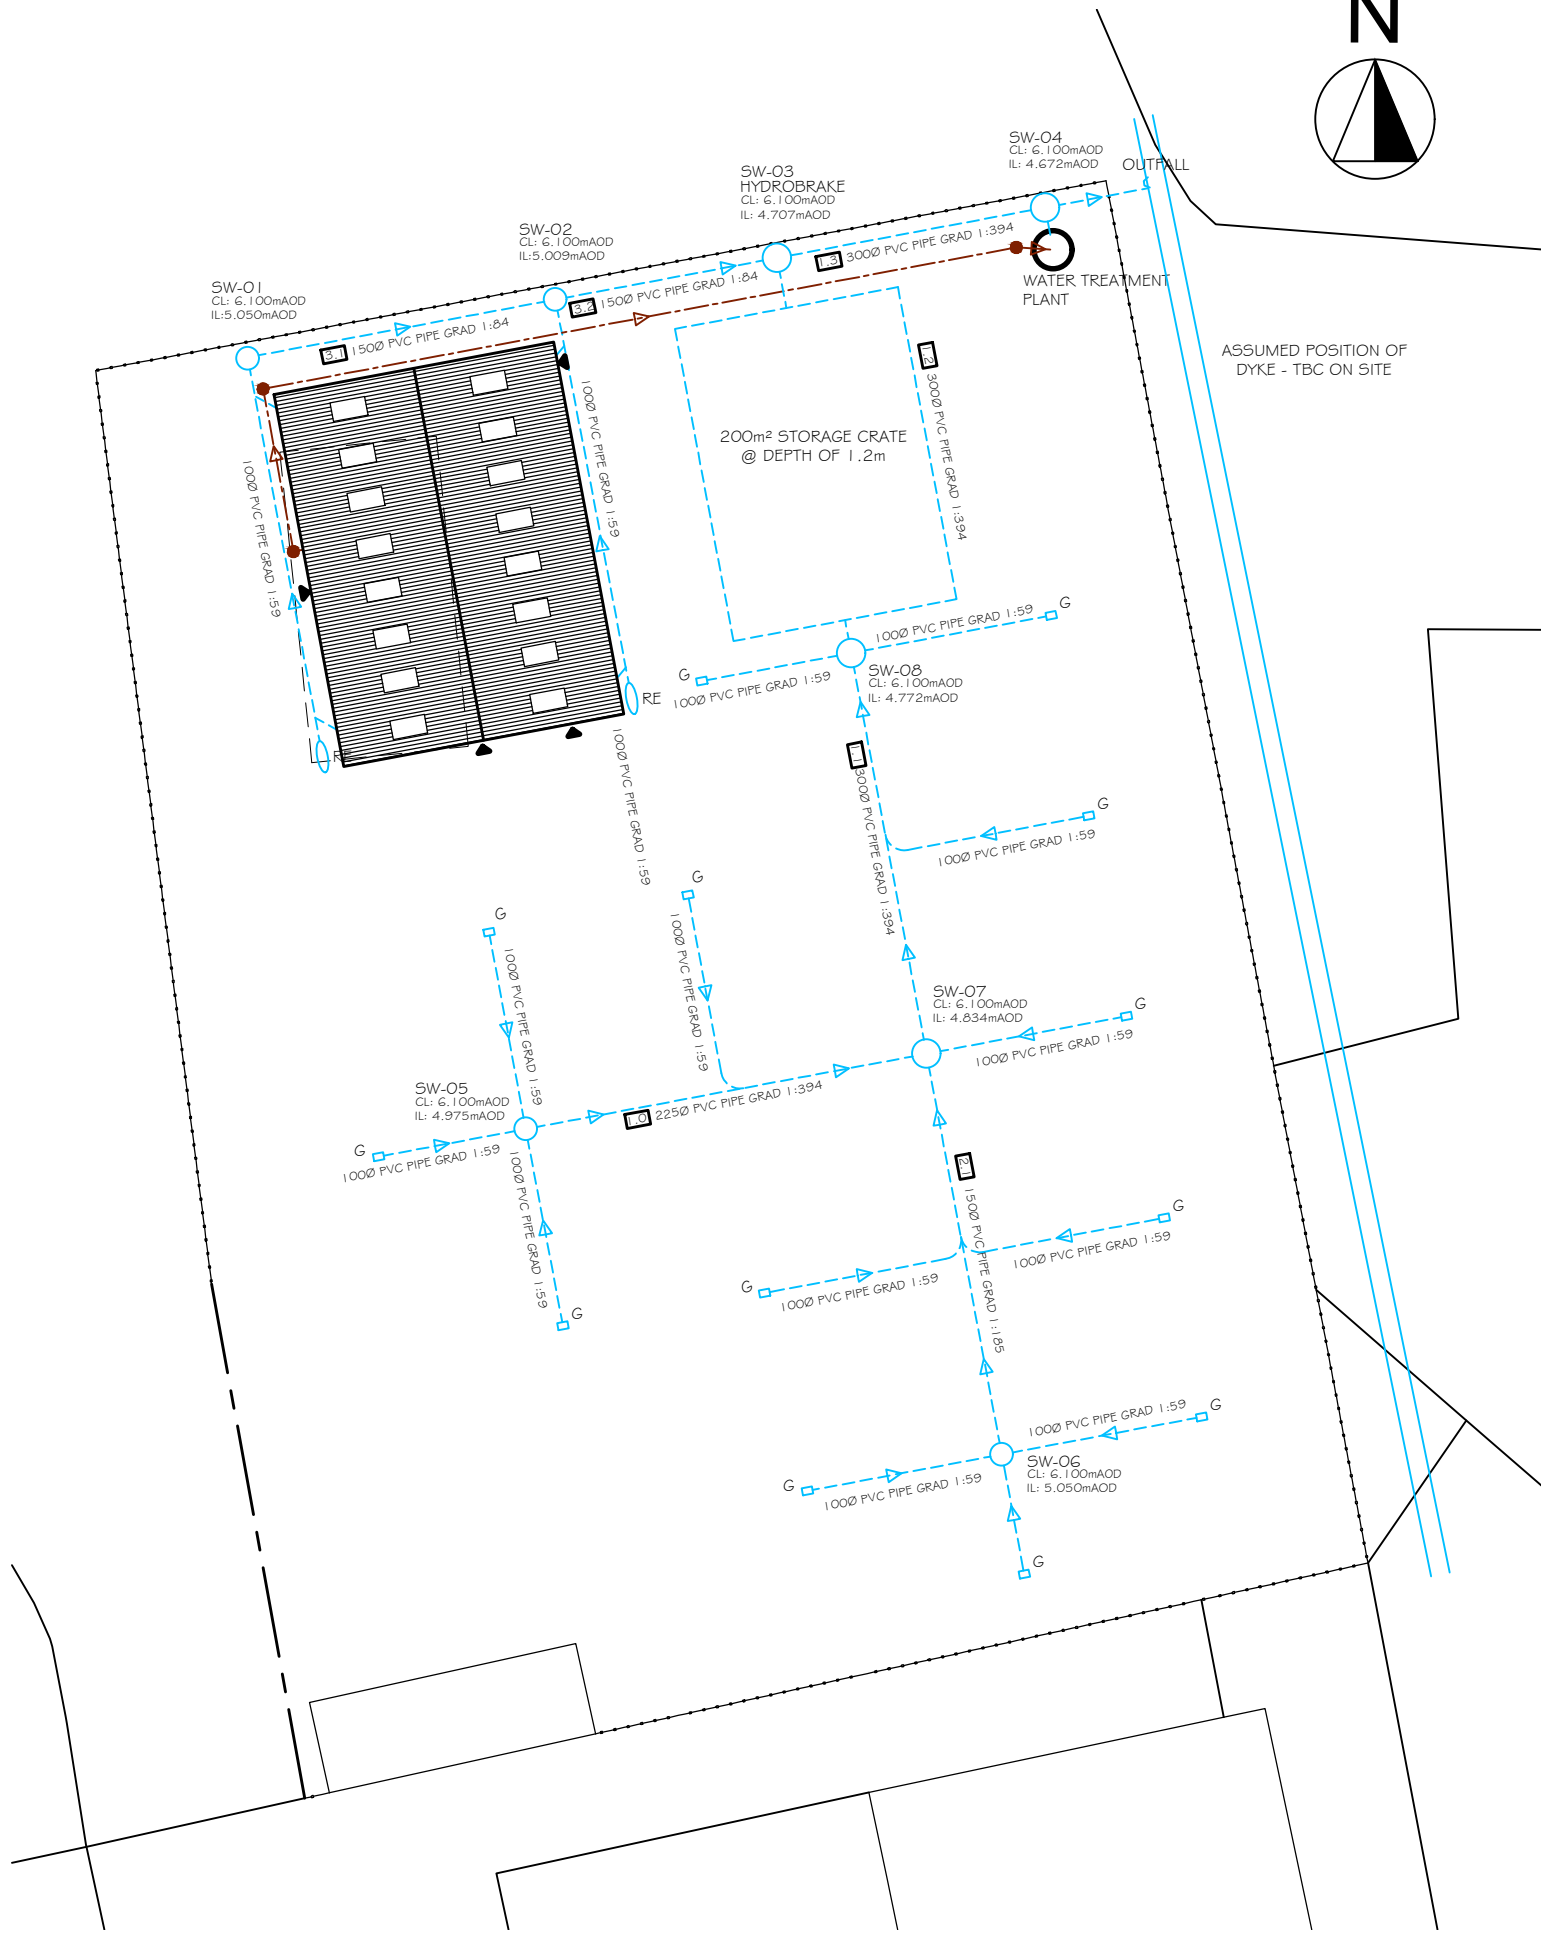 N
SW-04
CL: 6.100mAOD
IL: 4.672mAOD
OUTFALL
SW-03
HYDROBRAKE
CL: 6.100mAOD
IL: 4.707mAOD
SW-02
CL: 6.100mAOD
IL:5.009mAOD
SW-01
CL: 6.100mAOD
IL:5.050mAOD
3.1
150Ø PVC PIPE GRAD 1:84
3.2
150Ø PVC PIPE GRAD 1:84
1.3
300Ø PVC PIPE GRAD 1:394
WATER TREATMENT
PLANT
ASSUMED POSITION OF
DYKE - TBC ON SITE
1.2
300Ø PVC PIPE GRAD 1:394
200m² STORAGE CRATE
@ DEPTH OF 1.2m
100Ø PVC PIPE GRAD 1:59
100Ø PVC PIPE GRAD 1:59
G
100Ø PVC PIPE GRAD 1:59
G
100Ø PVC PIPE GRAD 1:59
SW-08
CL: 6.100mAOD
IL: 4.772mAOD
RE
RE
100Ø PVC PIPE GRAD 1:59
1.1
300Ø PVC PIPE GRAD 1:394
G
100Ø PVC PIPE GRAD 1:59
G
100Ø PVC PIPE GRAD 1:59
G
100Ø PVC PIPE GRAD 1:59
SW-07
CL: 6.100mAOD
IL: 4.834mAOD
G
100Ø PVC PIPE GRAD 1:59
SW-05
CL: 6.100mAOD
IL: 4.975mAOD
1.0
225Ø PVC PIPE GRAD 1:394
G
100Ø PVC PIPE GRAD 1:59
100Ø PVC PIPE GRAD 1:59
G
2.1
150Ø PVC PIPE GRAD 1:185
G
100Ø PVC PIPE GRAD 1:59
G
100Ø PVC PIPE GRAD 1:59
100Ø PVC PIPE GRAD 1:59
G
SW-06
CL: 6.100mAOD
IL: 5.050mAOD
G
100Ø PVC PIPE GRAD 1:59
G